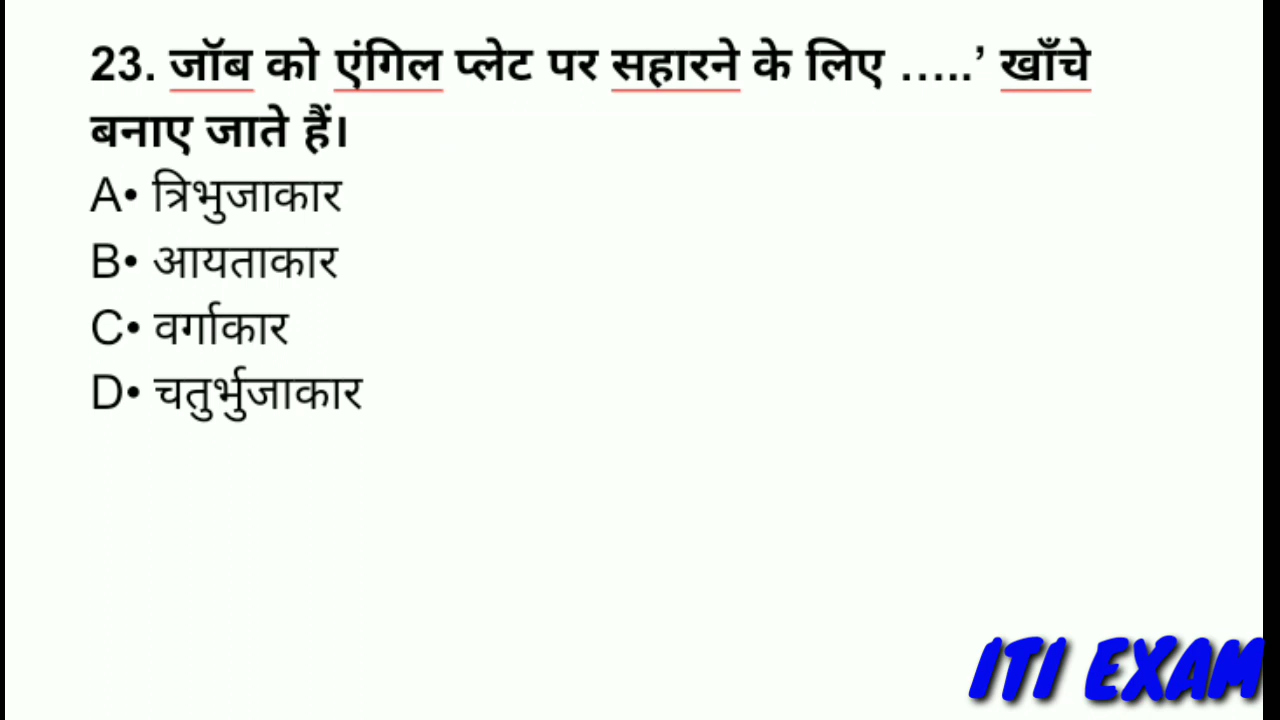 23. जॉब को एंगिल प्लेट पर सहारने के लिए …..’ खाँचे
बनाए जाते हैं।
A• त्रिभुजाकार
B• आयताकार
C• वर्गाकार
D• चतुर्भुजाकार
ITI EXAM